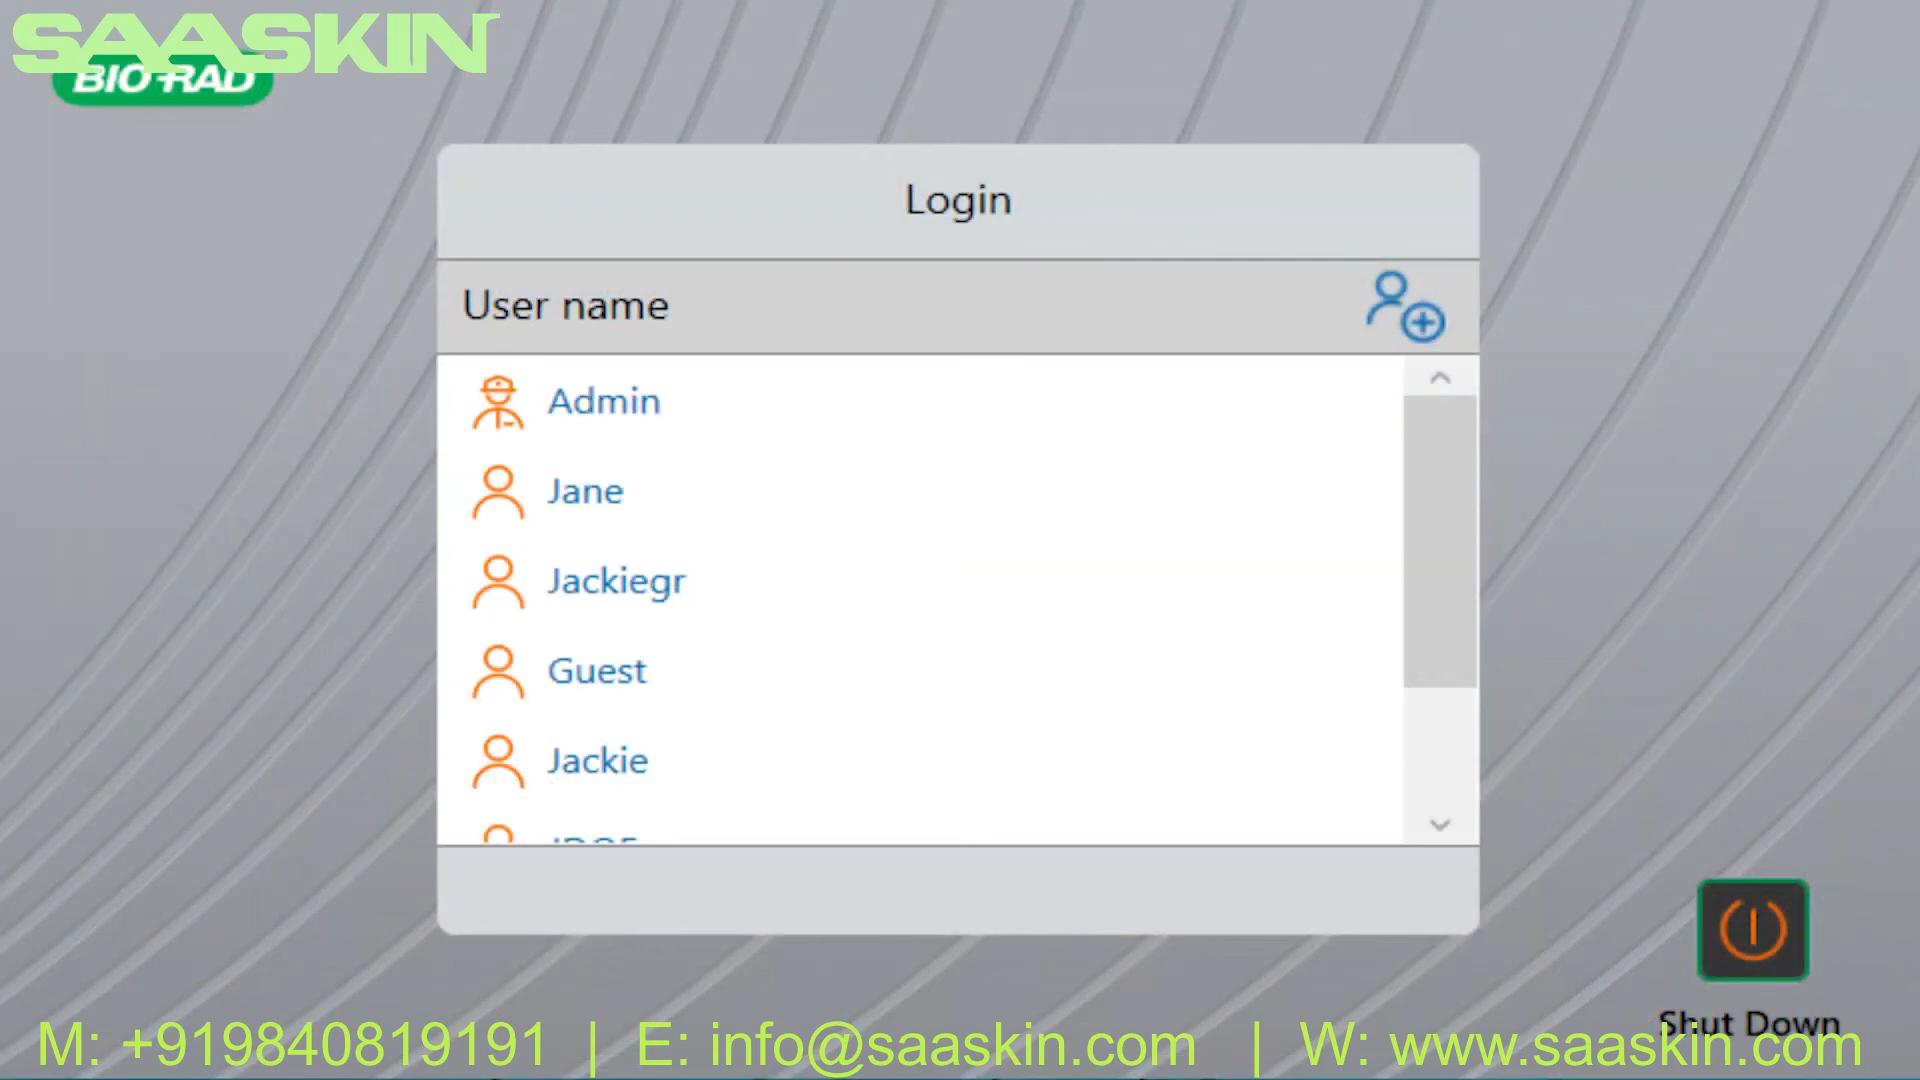 SAASKIN
BIO-RAD
Login
User name
Admin
Jane
Jackiegr
Guest
Jackie
Shut Down
M: +919840819191 | E: info@saaskin.com | W: www.saaskin.com